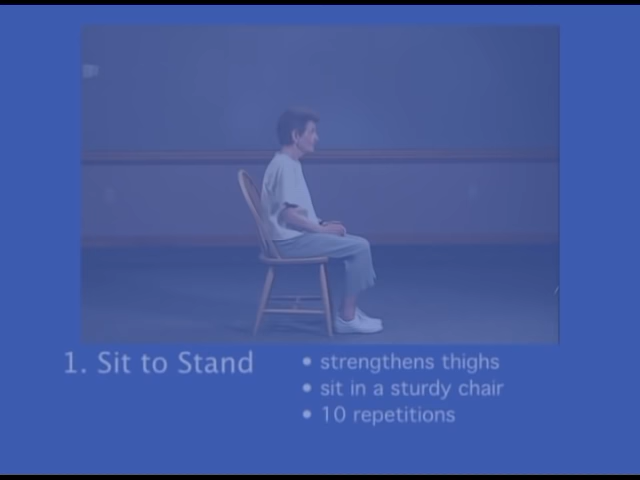 1. Sit to Stand
• strengthens thighs
• sit in a sturdy chair
• 10 repetitions